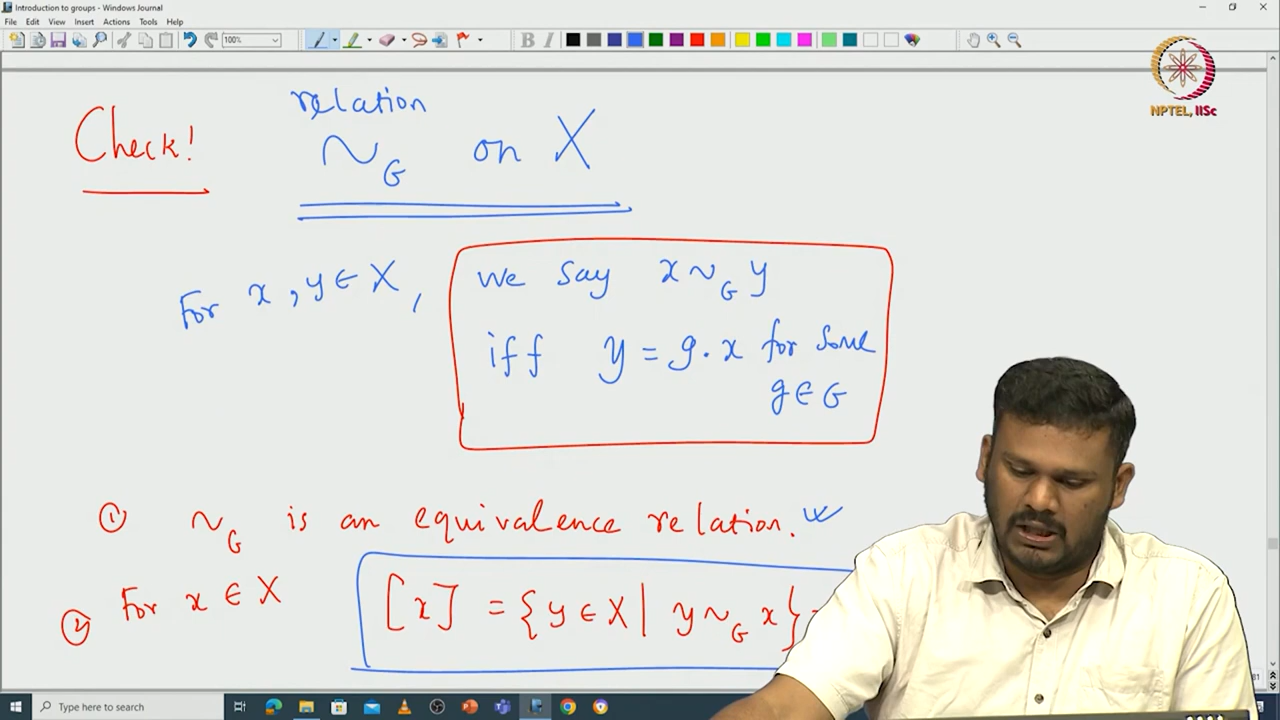 Introduction to groups - Windows Journal
File Edit View Insert Actions Tools Help
100%
B I
NPTEL, IISc
Check!
relation
~G on X
For x, y ∈ X,
we say x ~G y
iff y = g · x for some
g ∈ G
① ~G is an equivalence relation.
② For x ∈ X
[x] = {y ∈ X | y ~G x}
Type here to search